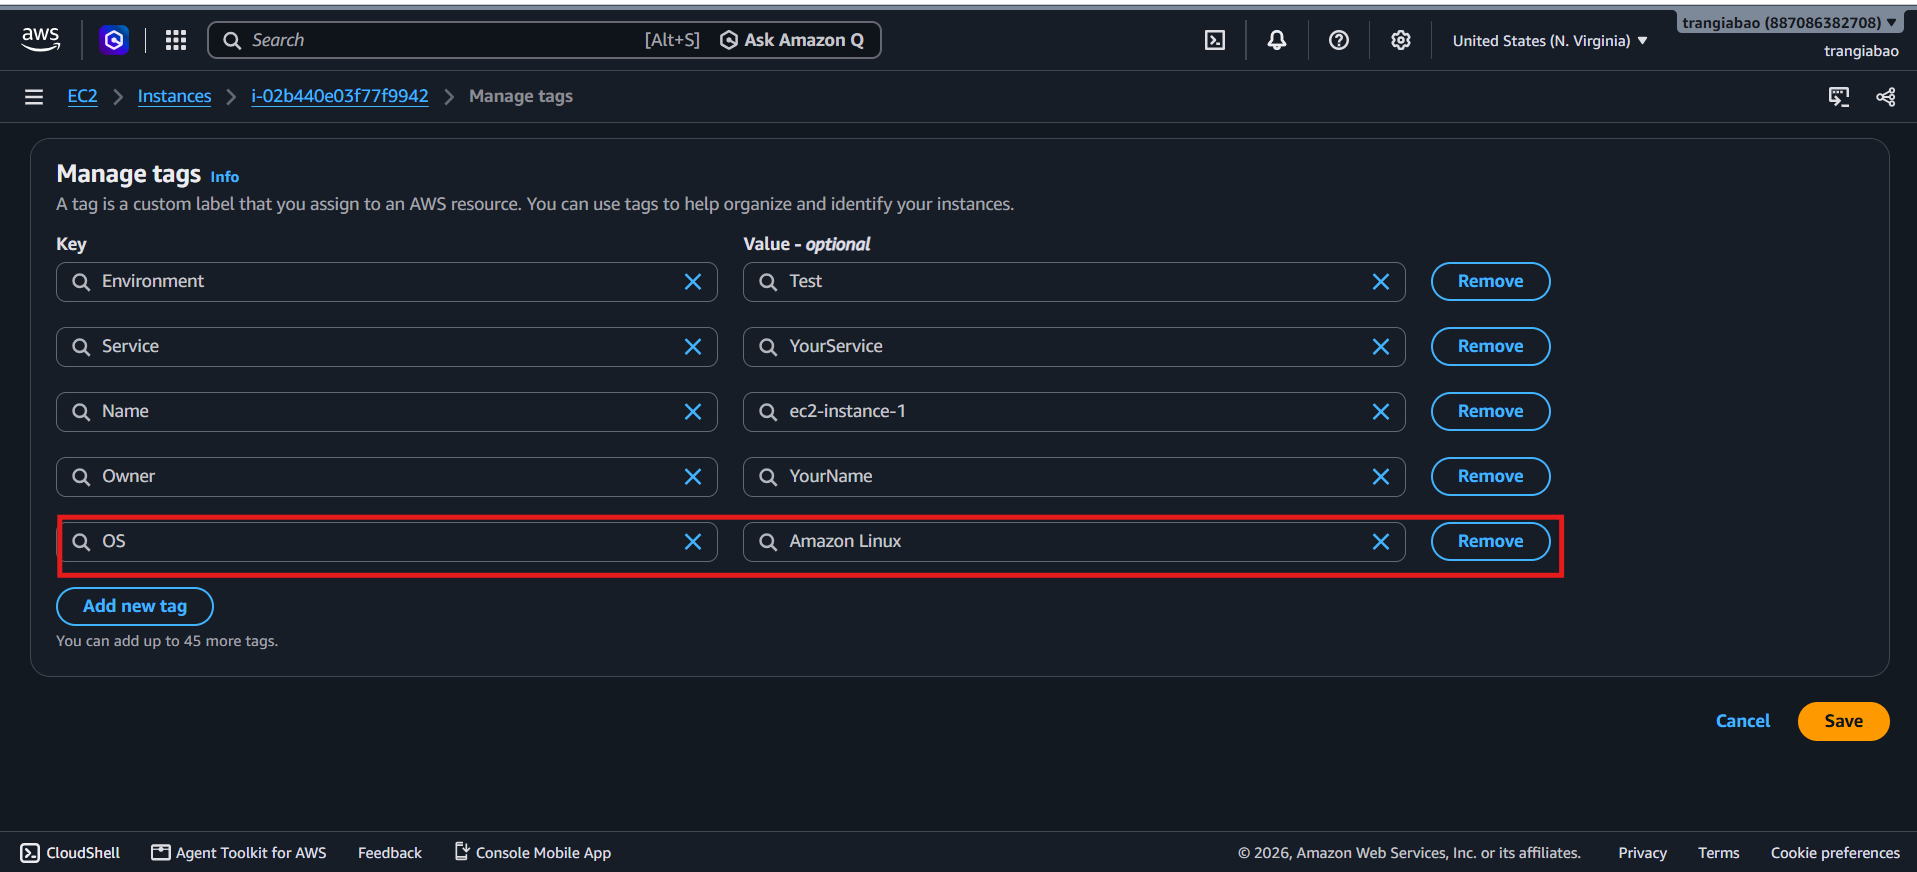 aws
Search [Alt+S] Ask Amazon Q
United States (N. Virginia) ▼
trangiabao (887086382708) ▼
trangiabao
EC2 > Instances > i-02b440e03f77f9942 > Manage tags
Manage tags Info
A tag is a custom label that you assign to an AWS resource. You can use tags to help organize and identify your instances.
Key Value - optional
Environment Test Remove
Service YourService Remove
Name ec2-instance-1 Remove
Owner YourName Remove
OS Amazon Linux Remove
Add new tag
You can add up to 45 more tags.
Cancel Save
CloudShell Agent Toolkit for AWS Feedback Console Mobile App © 2026, Amazon Web Services, Inc. or its affiliates. Privacy Terms Cookie preferences